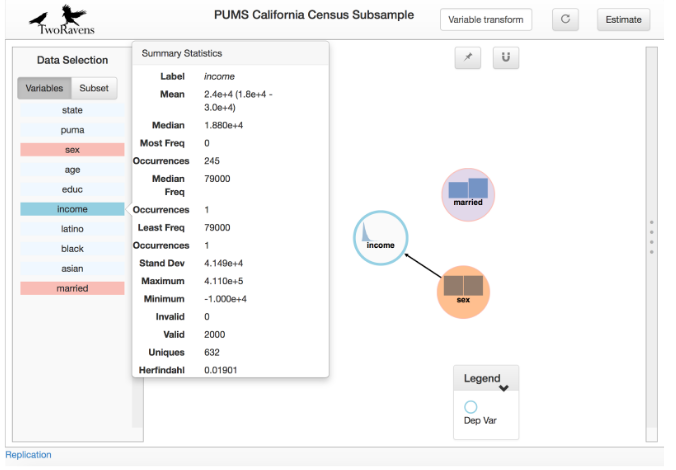 TwoRavens
PUMS California Census Subsample
Variable transform
Estimate
Data Selection
Variables Subset
state
puma
sex
age
educ
income
latino
black
asian
married
Summary Statistics
Label income
Mean 2.4e+4 (1.8e+4 -
3.0e+4)
Median 1.880e+4
Most Freq 0
Occurrences 245
Median 79000
Freq
Occurrences 1
Least Freq 79000
Occurrences 1
Stand Dev 4.149e+4
Maximum 4.110e+5
Minimum -1.000e+4
Invalid 0
Valid 2000
Uniques 632
Herfindahl 0.01901
married
income
sex
Legend
Dep Var
Replication